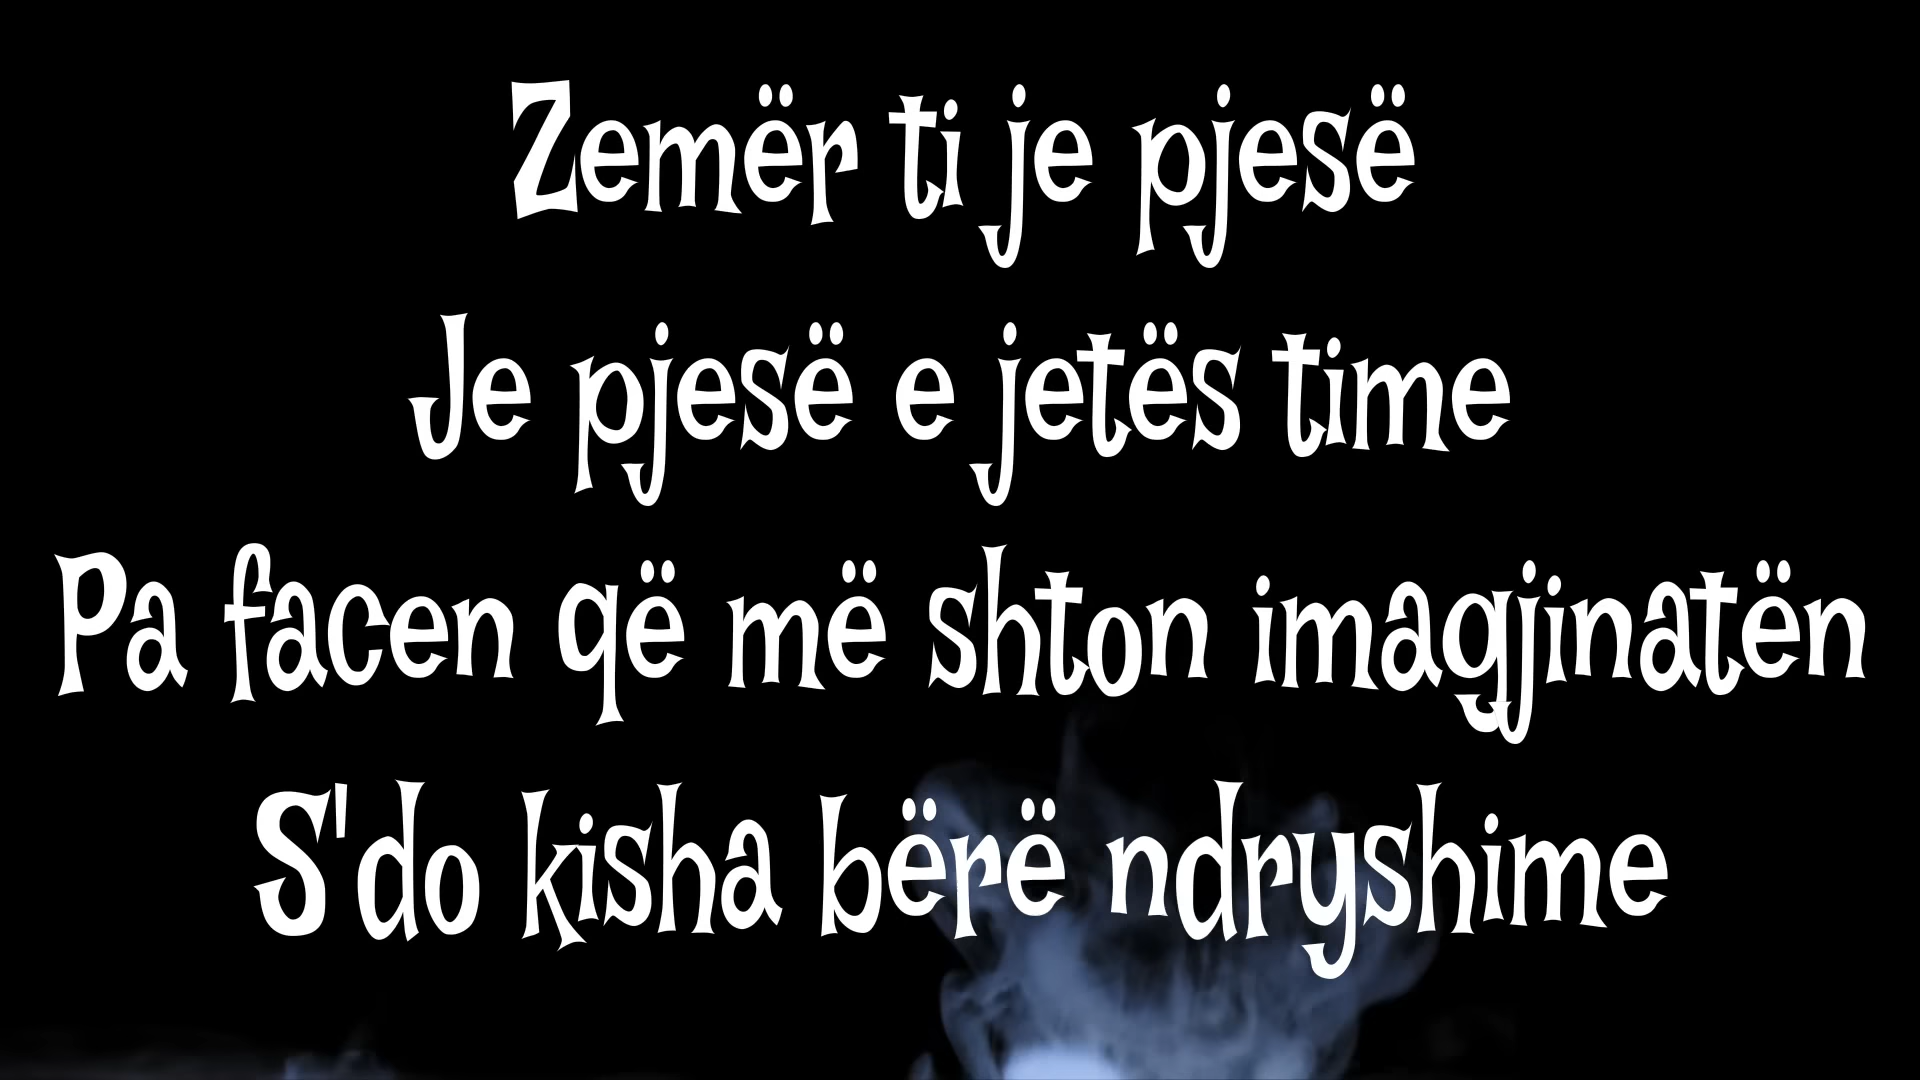 Zemër ti je pjesë
Je pjesë e jetës time
Pa facen që më shton imagjinatën
S'do kisha bërë ndryshime